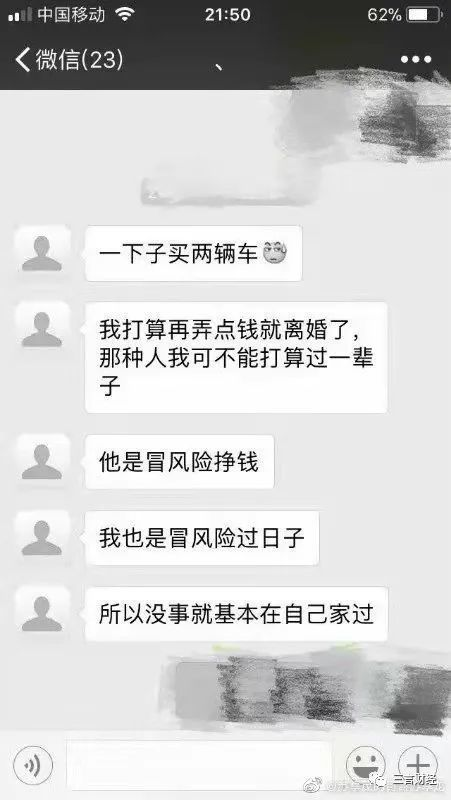 中国移动 21:50 62%
微信(23) 、
一下子买两辆车
我打算再弄点钱就离婚了，
那种人我可不能打算过一辈
子
他是冒风险挣钱
我也是冒风险过日子
所以没事就基本在自己家过
三言财经